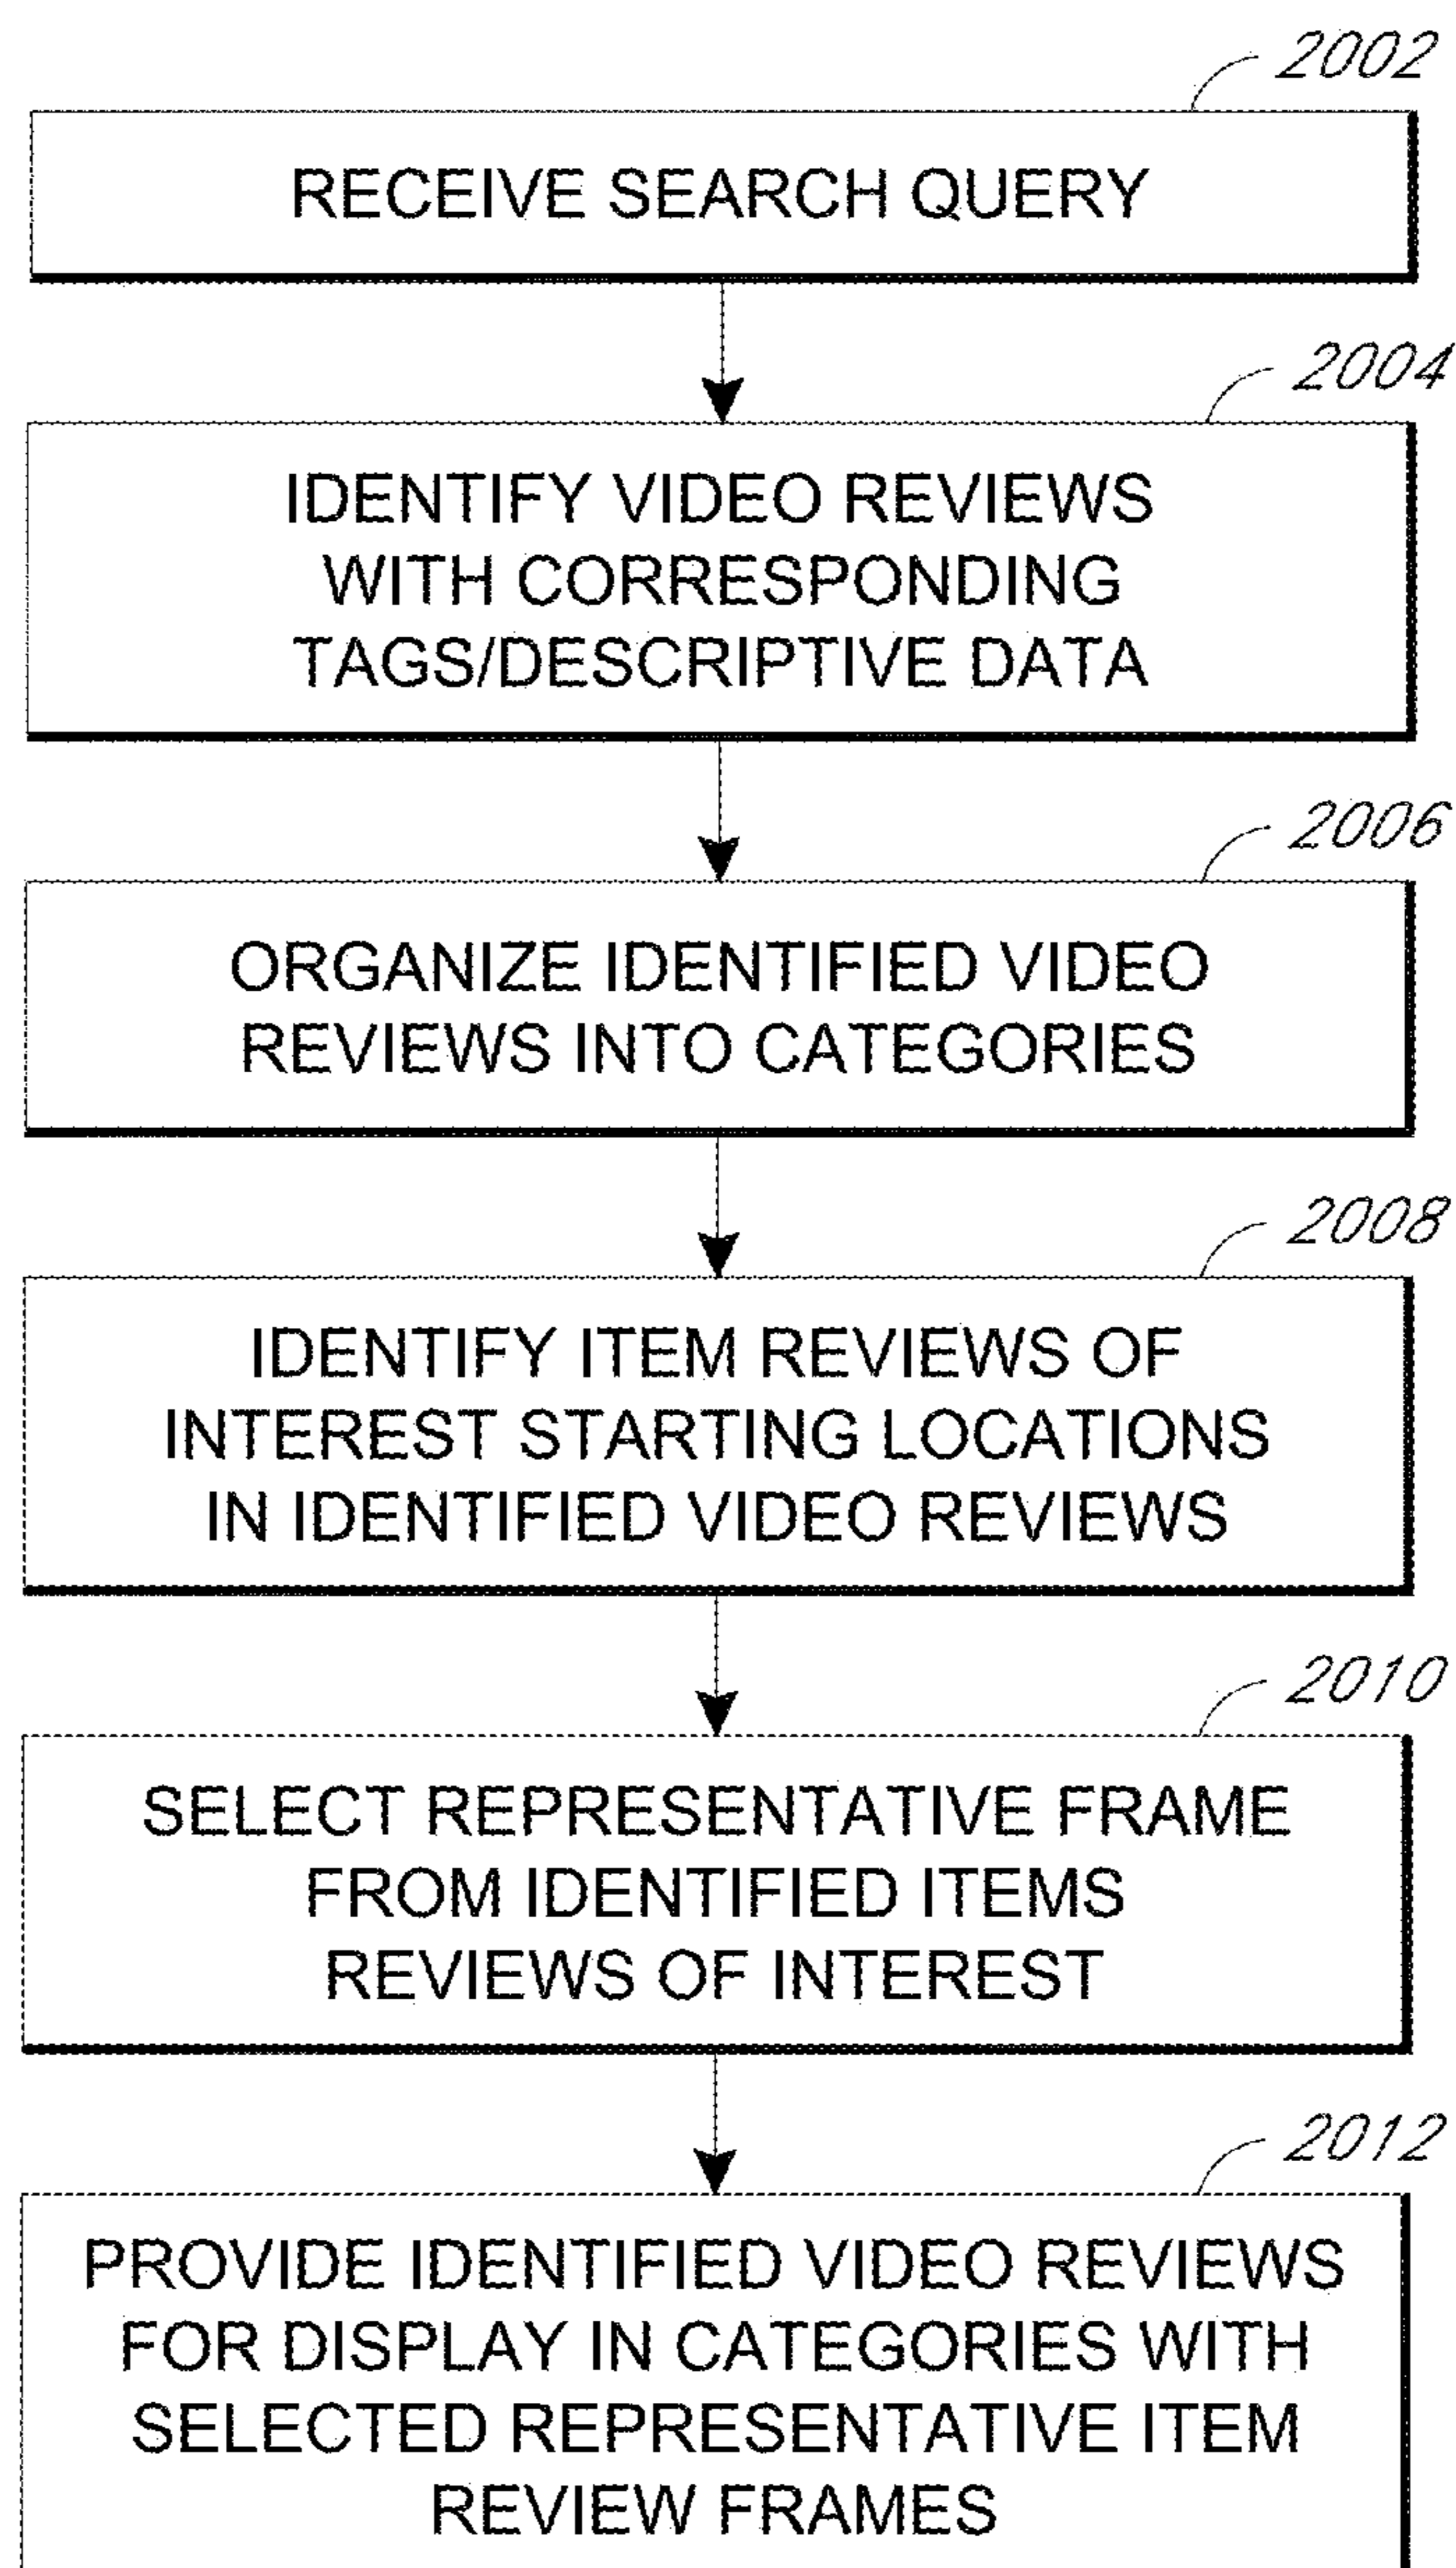 2002
RECEIVE SEARCH QUERY
2004
IDENTIFY VIDEO REVIEWS
WITH CORRESPONDING
TAGS/DESCRIPTIVE DATA
2006
ORGANIZE IDENTIFIED VIDEO
REVIEWS INTO CATEGORIES
2008
IDENTIFY ITEM REVIEWS OF
INTEREST STARTING LOCATIONS
IN IDENTIFIED VIDEO REVIEWS
2010
SELECT REPRESENTATIVE FRAME
FROM IDENTIFIED ITEMS
REVIEWS OF INTEREST
2012
PROVIDE IDENTIFIED VIDEO REVIEWS
FOR DISPLAY IN CATEGORIES WITH
SELECTED REPRESENTATIVE ITEM
REVIEW FRAMES